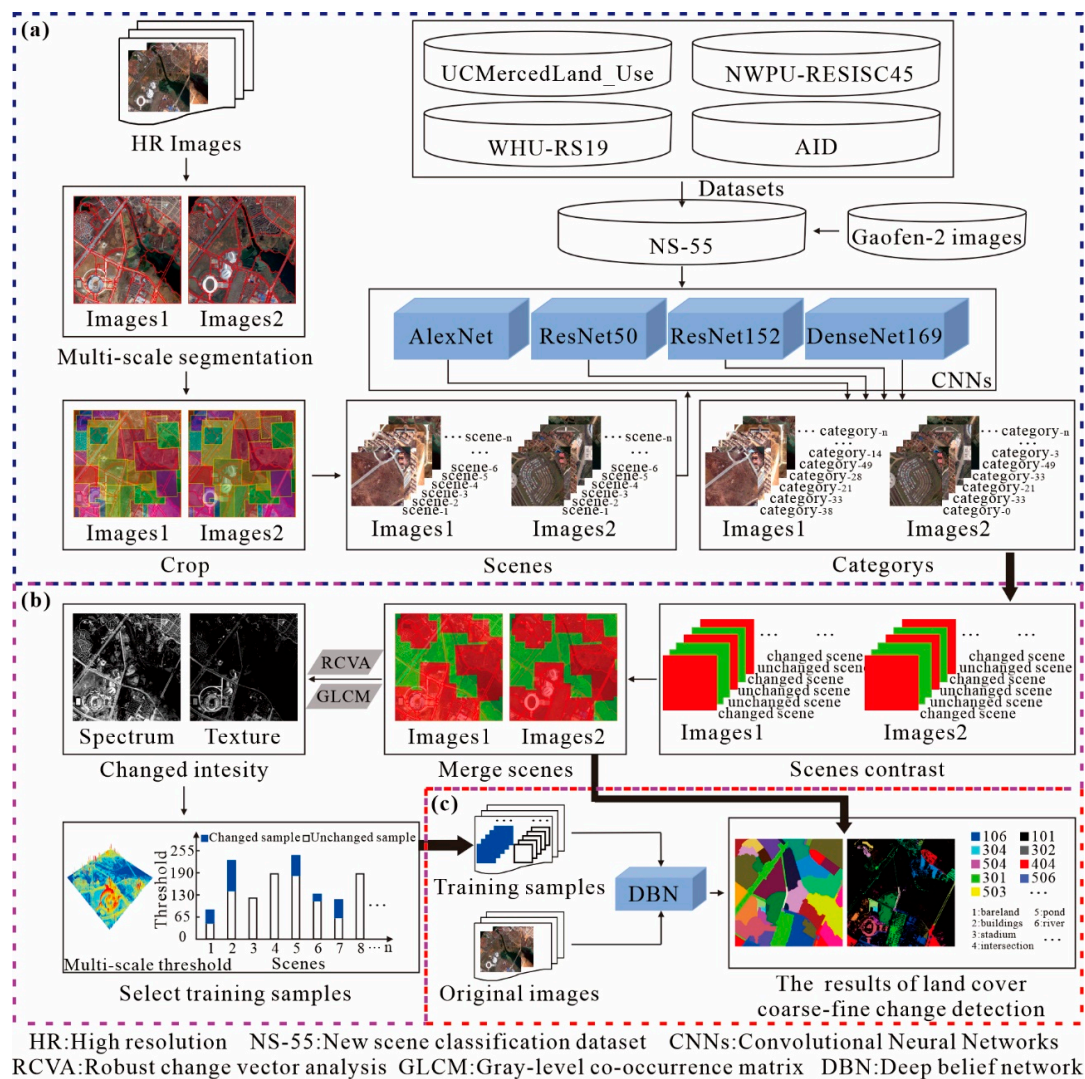 (a)
HR Images
UCMercedLand_Use
NWPU-RESISC45
WHU-RS19
AID
Datasets
NS-55
Gaofen-2 images
Images1
Images2
Multi-scale segmentation
AlexNet
ResNet50
ResNet152
DenseNet169
CNNs
Images1
Images2
Crop
··· scene-n
···
scene-6
scene-5
scene-4
scene-3
scene-2
scene-1
Images1
··· scene-n
···
scene-6
scene-5
scene-4
scene-3
scene-2
scene-1
Images2
Scenes
··· category-n
···
category-14
category-49
category-28
category-21
category-33
category-38
Images1
··· category-n
···
category-3
category-49
category-33
category-21
category-33
category-0
Images2
Categorys
(b)
Spectrum
Texture
Changed intesity
RCVA
GLCM
Images1
Images2
Merge scenes
··· ···
changed scene
unchanged scene
changed scene
unchanged scene
unchanged scene
changed scene
Images1
··· ···
changed scene
unchanged scene
changed scene
unchanged scene
unchanged scene
changed scene
Images2
Scenes contrast
Changed sample
Unchanged sample
Threshold
255
190
130
65
0
1 2 3 4 5 6 7 8 ··· n
···
Multi-scale threshold
Scenes
Select training samples
(c)
··· ···
Training samples
Original images
DBN
106 101
304 302
504 404
301 506
503 ···
1:bareland 5:pond
2:buildings 6:river
3:stadium
4:intersection ···
The results of land cover
coarse-fine change detection
HR:High resolution NS-55:New scene classification dataset CNNs:Convolutional Neural Networks
RCVA:Robust change vector analysis GLCM:Gray-level co-occurrence matrix DBN:Deep belief network